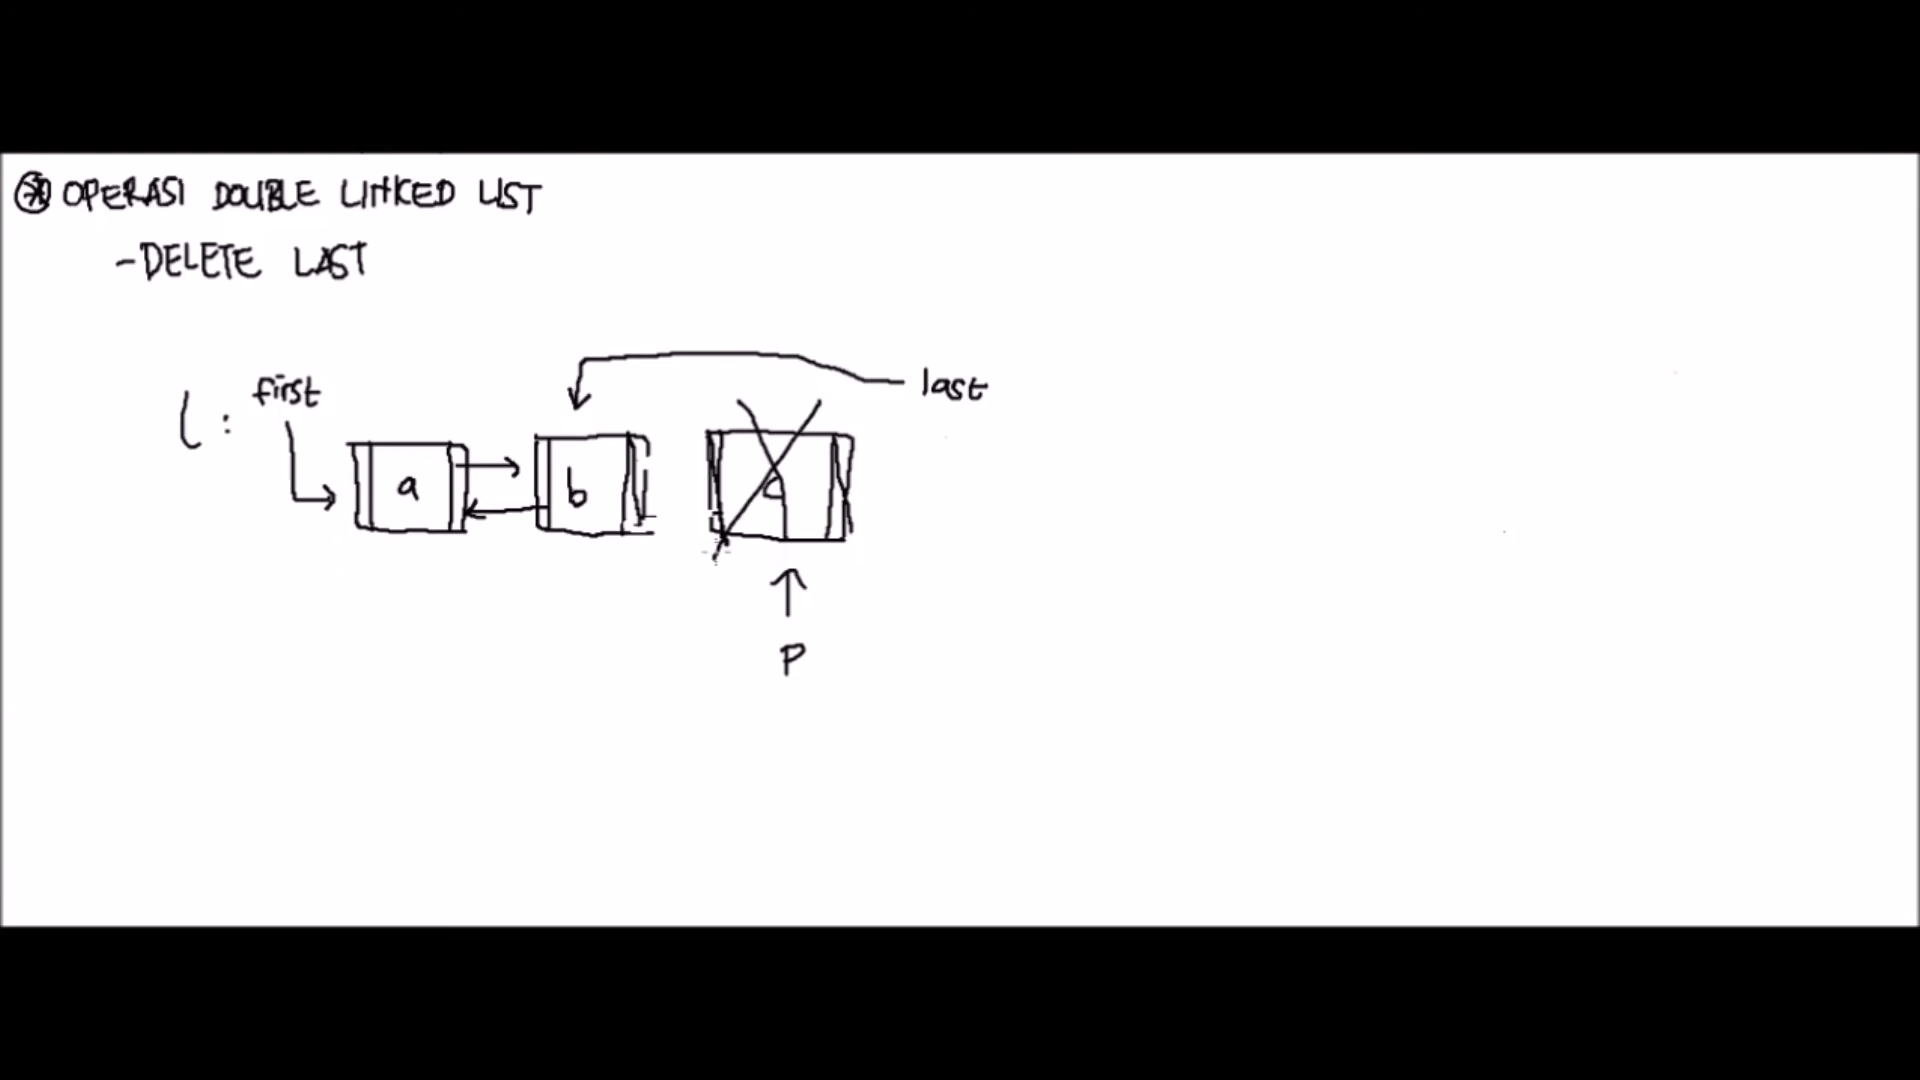 ⊛ OPERASI DOUBLE LINKED LIST
- DELETE LAST
L : first
last
a
b
P